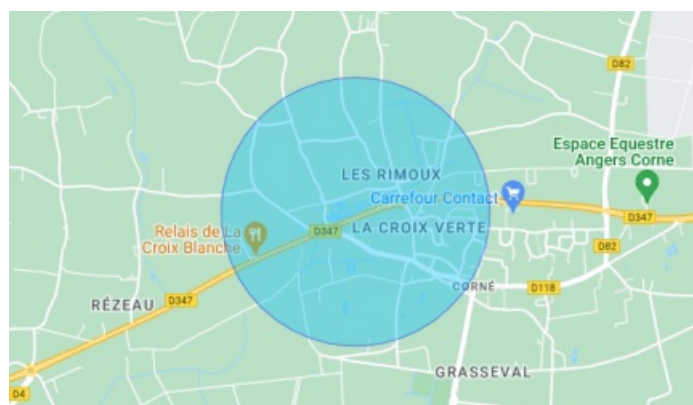 D82
Espace Equestre
Angers Corne
LES RIMOUX
Carrefour Contact
D347
Relais de La
Croix Blanche
D347
LA CROIX VERTE
D82
RÉZEAU
D347
CORNÉ
D118
GRASSEVAL
D4